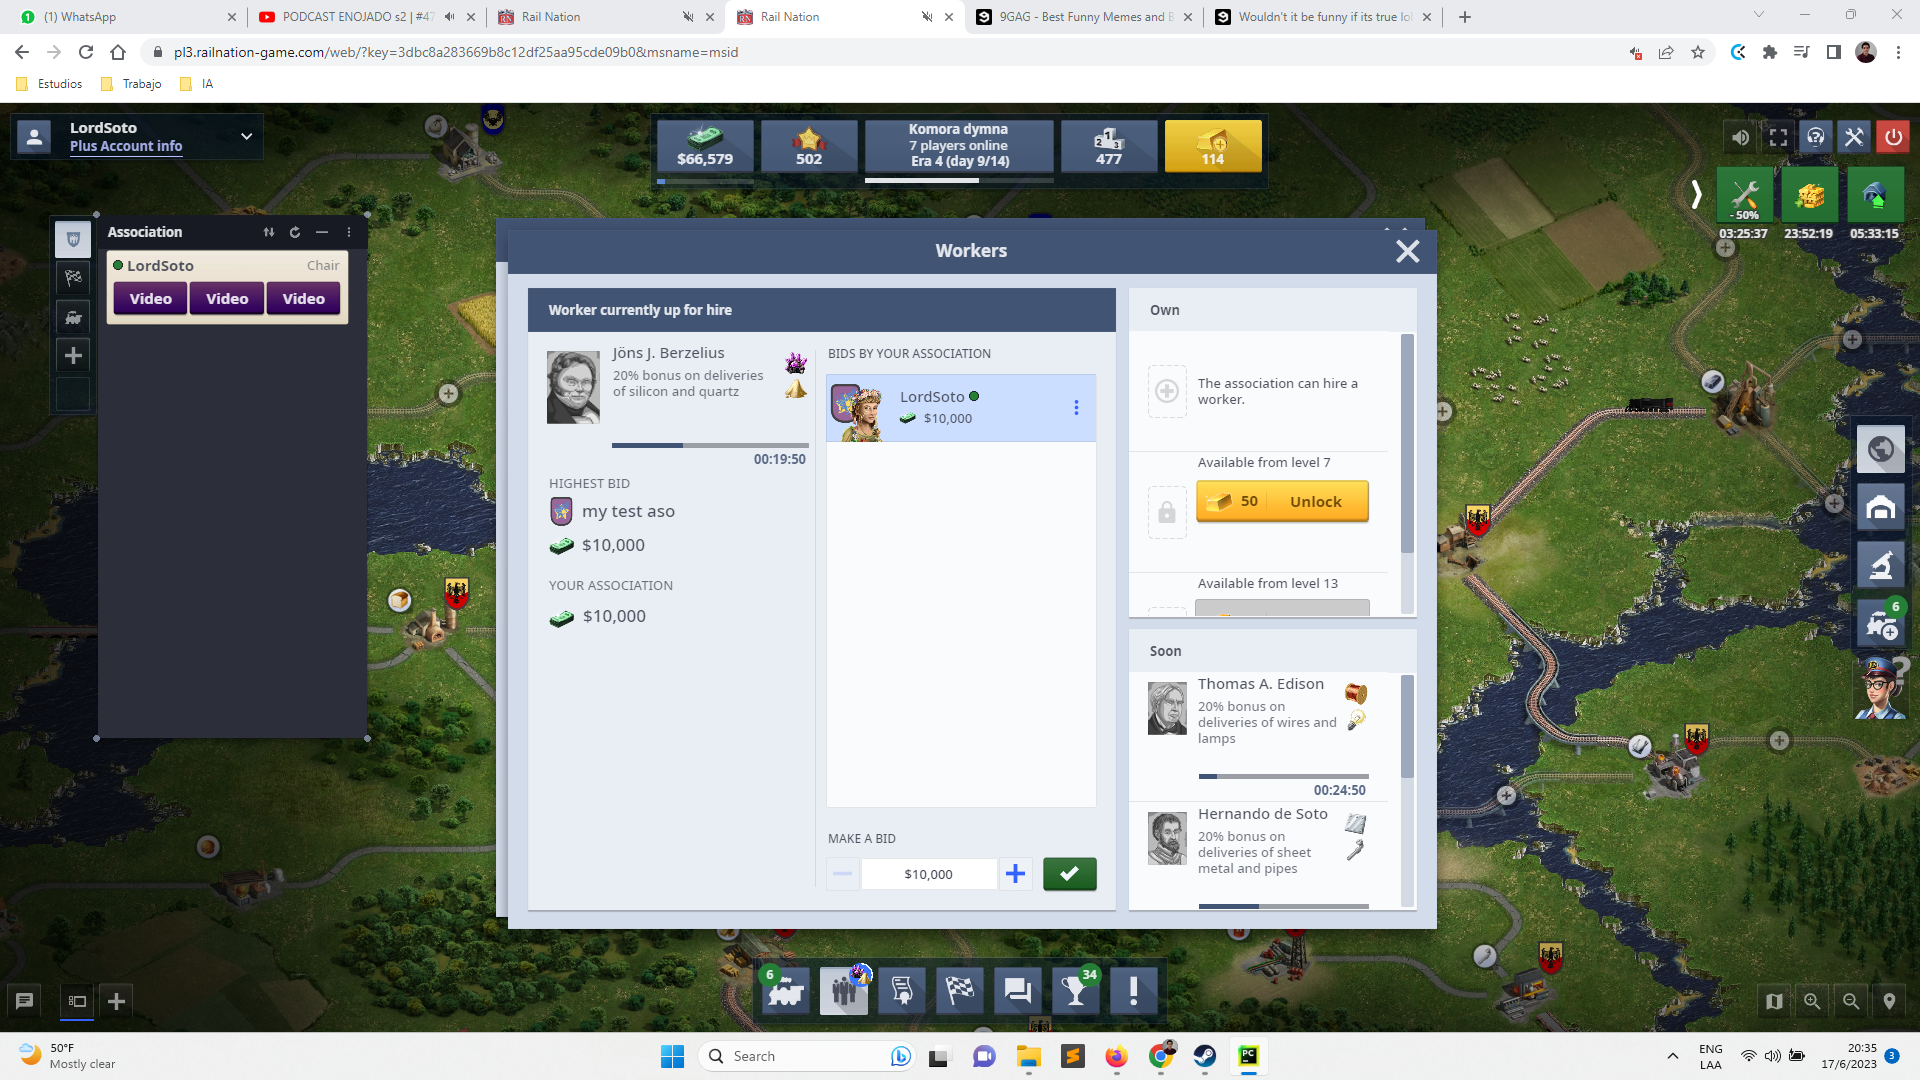 (1) WhatsApp
PODCAST ENOJADO s2 | #47
Rail Nation
Rail Nation
9GAG - Best Funny Memes and B
Wouldn't it be funny if its true lol
pl3.railnation-game.com/web/?key=3dbc8a283669b8c12df25aa95cde09b0&msname=msid
Estudios
Trabajo
IA
LordSoto
Plus Account info
$66,579
502
Komora dymna
7 players online
Era 4 (day 9/14)
477
114
- 50%
03:25:37
23:52:19
05:33:15
Association
LordSoto
Chair
Video
Video
Video
Workers
Worker currently up for hire
Jöns J. Berzelius
20% bonus on deliveries
of silicon and quartz
00:19:50
HIGHEST BID
my test aso
$10,000
YOUR ASSOCIATION
$10,000
BIDS BY YOUR ASSOCIATION
LordSoto
$10,000
MAKE A BID
$10,000
Own
The association can hire a
worker.
Available from level 7
50 Unlock
Available from level 13
Soon
Thomas A. Edison
20% bonus on
deliveries of wires and
lamps
00:24:50
Hernando de Soto
20% bonus on
deliveries of sheet
metal and pipes
6
6
34
50°F
Mostly clear
Search
ENG
LAA
20:35
17/6/2023
3